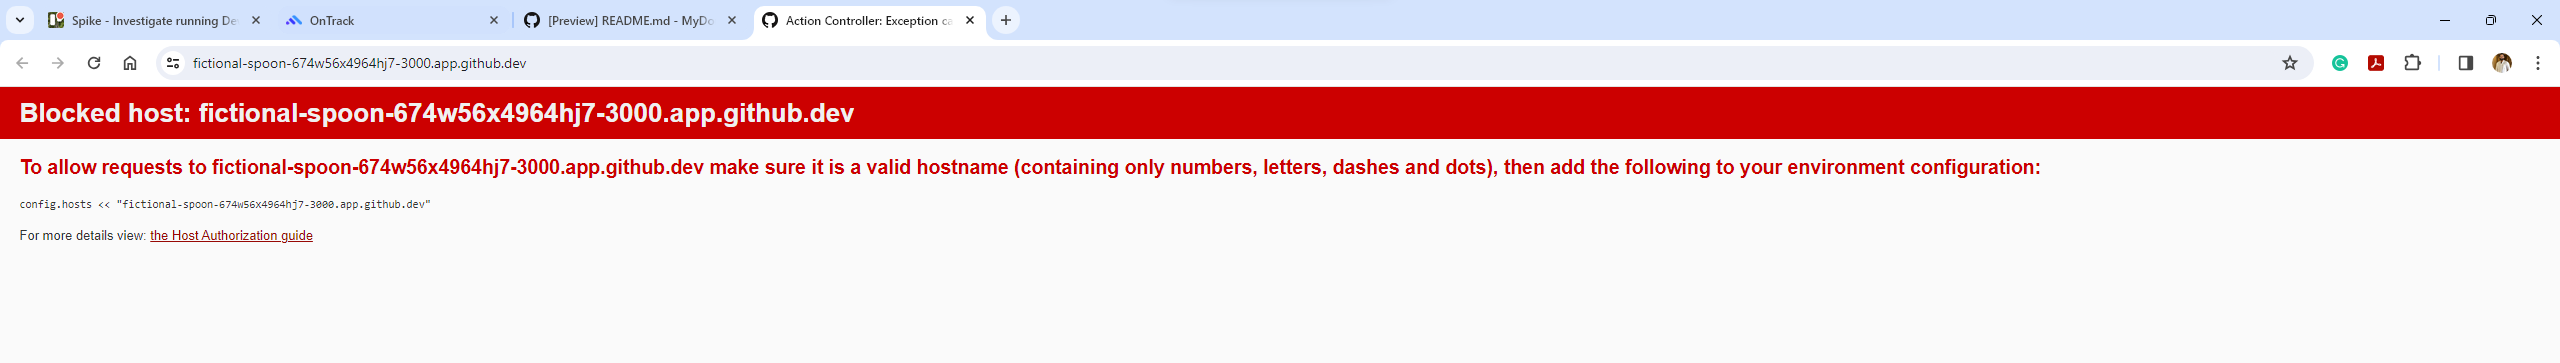 Spike - Investigate running De
OnTrack
[Preview] README.md - MyDo
Action Controller: Exception ca
fictional-spoon-674w56x4964hj7-3000.app.github.dev
Blocked host: fictional-spoon-674w56x4964hj7-3000.app.github.dev
To allow requests to fictional-spoon-674w56x4964hj7-3000.app.github.dev make sure it is a valid hostname (containing only numbers, letters, dashes and dots), then add the following to your environment configuration:
config.hosts << "fictional-spoon-674w56x4964hj7-3000.app.github.dev"
For more details view: the Host Authorization guide